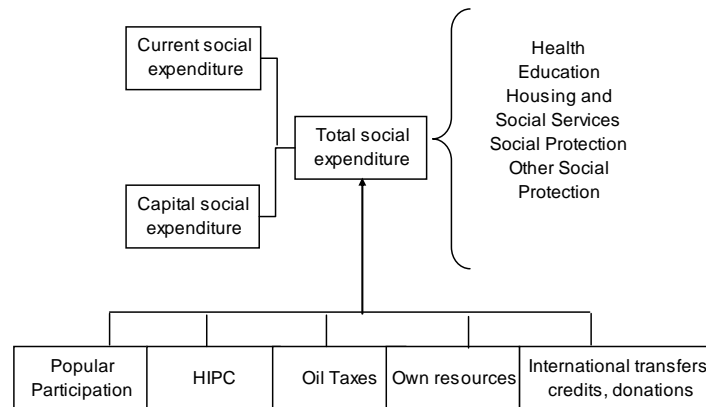 Current social
expenditure
Capital social
expenditure
Total social
expenditure
Health
Education
Housing and
Social Services
Social Protection
Other Social
Protection
Popular
Participation
HIPC
Oil Taxes
Own resources
International transfers
credits, donations